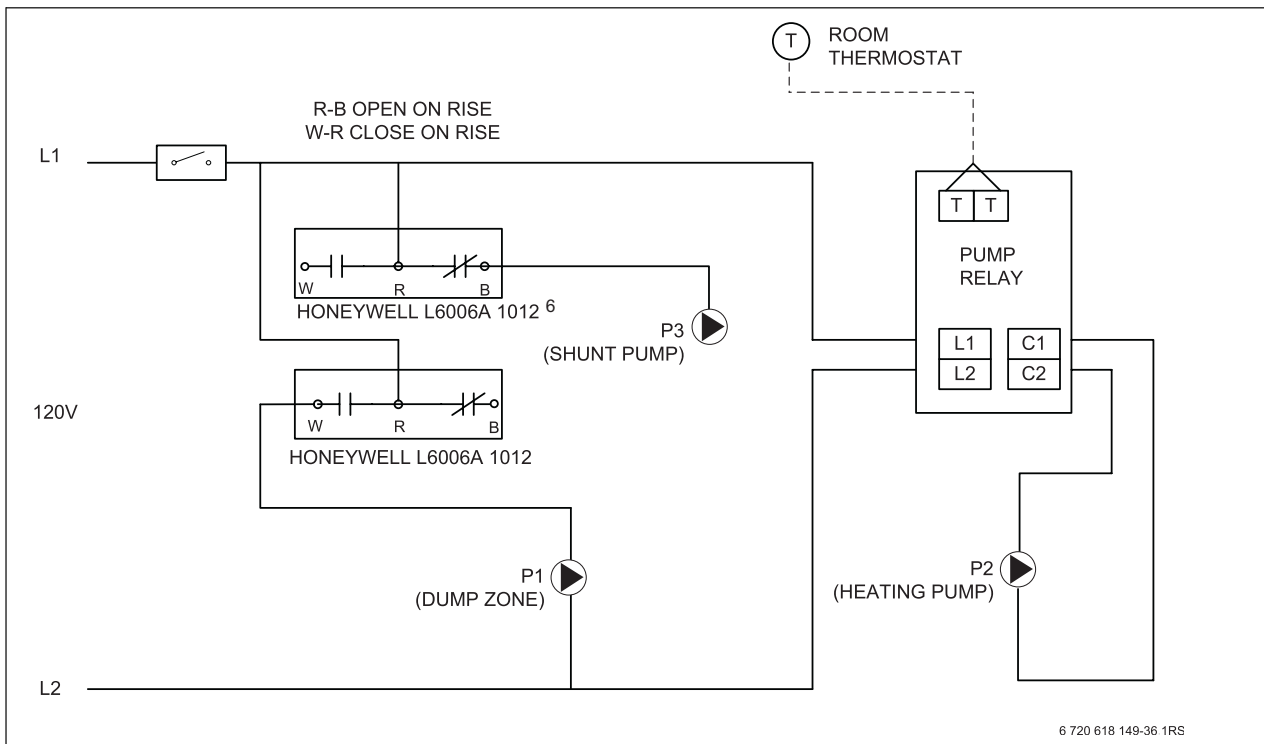 T
ROOM
THERMOSTAT
R-B OPEN ON RISE
W-R CLOSE ON RISE
L1
T T
PUMP
RELAY
W R B
HONEYWELL L6006A 1012 6
P3
(SHUNT PUMP)
L1 C1
L2 C2
120V
W R B
HONEYWELL L6006A 1012
P1
(DUMP ZONE)
P2
(HEATING PUMP)
L2
6 720 618 149-36.1RS